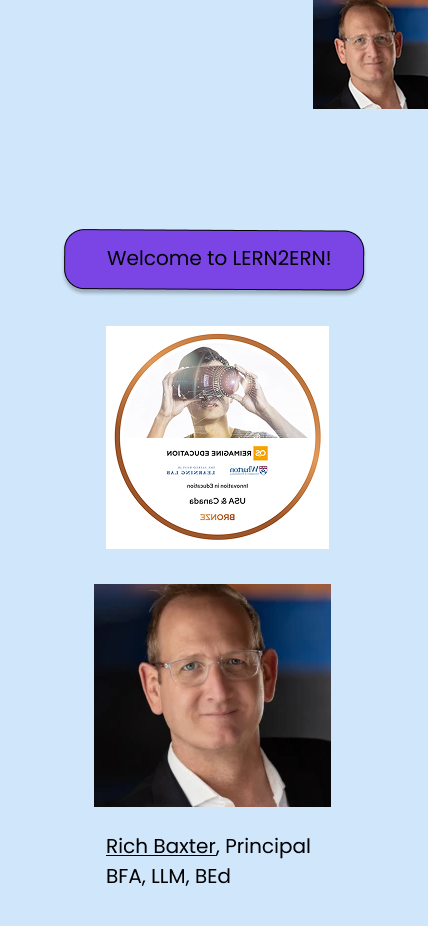 Welcome to LERN2ERN!
QS REIMAGINE EDUCATION
Wharton
LEARNING LAB
Innovation in Education
USA & Canada
BRONZE
Rich Baxter, Principal
BFA, LLM, BEd